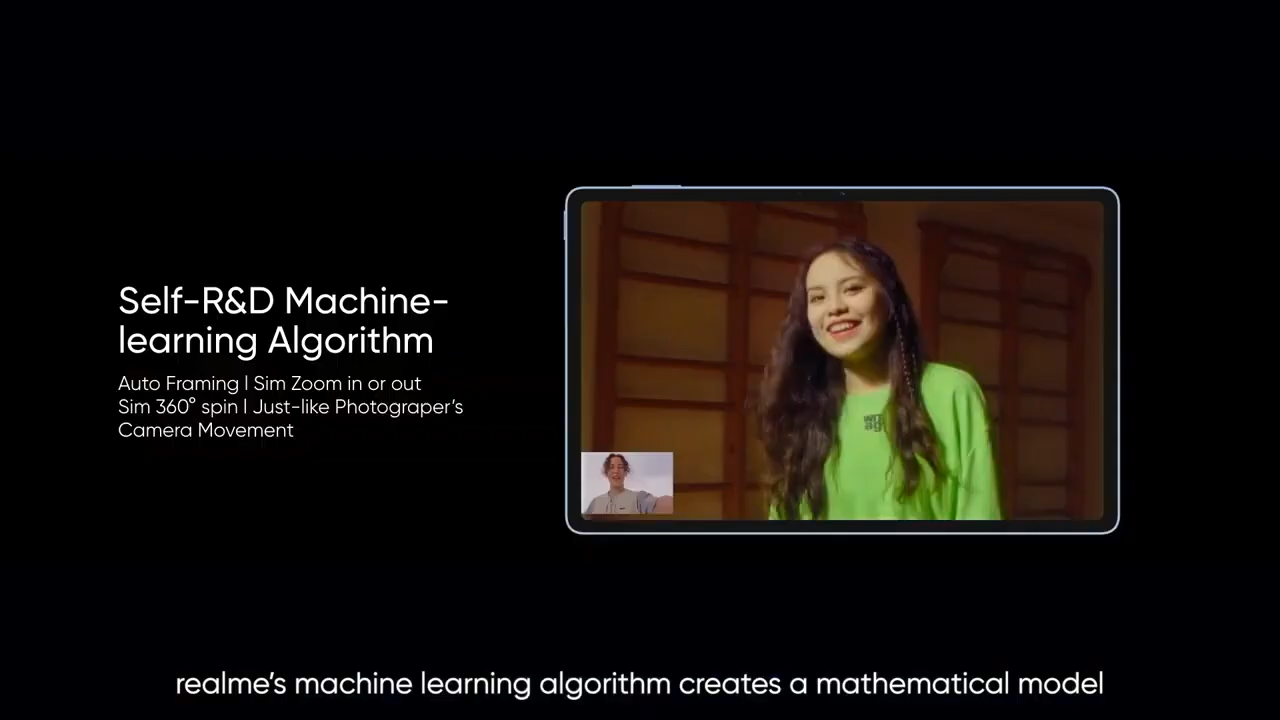 Self-R&D Machine-
learning Algorithm
Auto Framing | Sim Zoom in or out
Sim 360° spin | Just-like Photograper's
Camera Movement
realme's machine learning algorithm creates a mathematical model